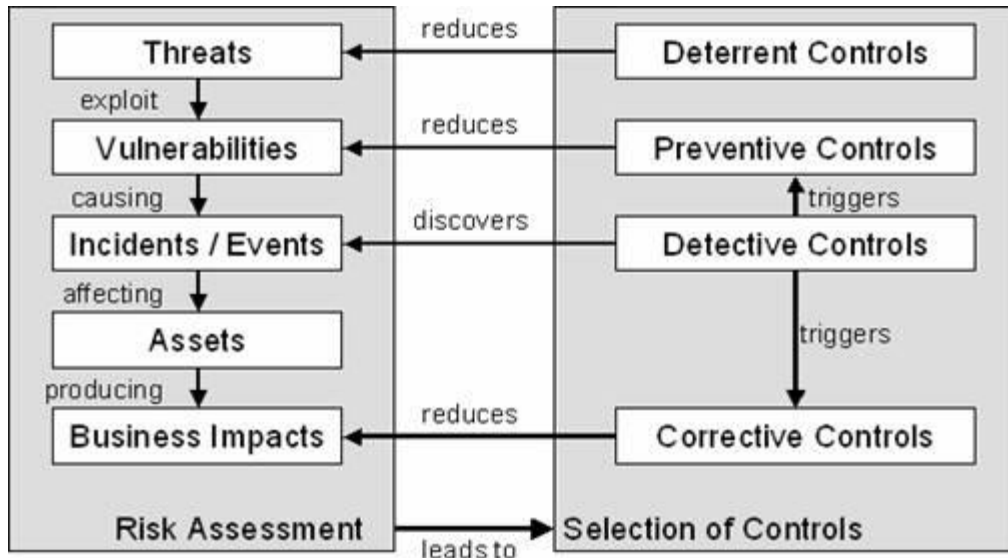 Threats
reduces
Deterrent Controls
exploit
Vulnerabilities
reduces
Preventive Controls
causing
triggers
Incidents / Events
discovers
Detective Controls
affecting
Assets
triggers
producing
Business Impacts
reduces
Corrective Controls
Risk Assessment
leads to
Selection of Controls